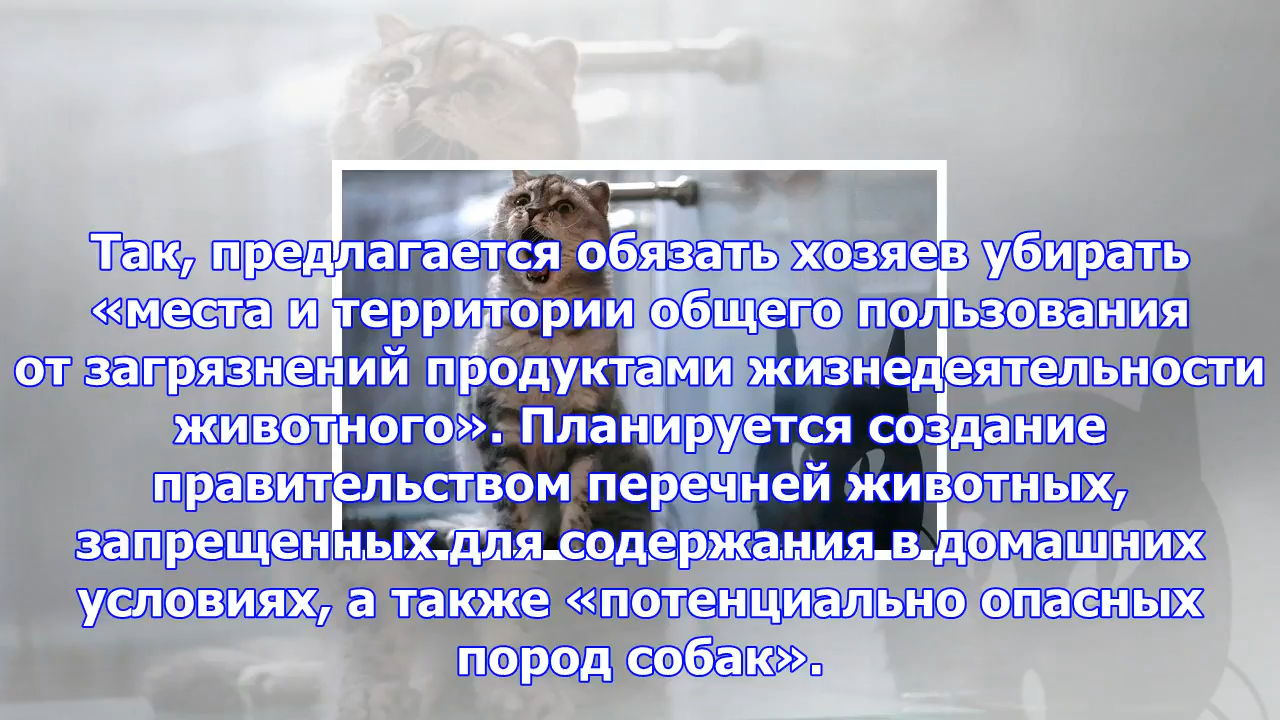 Так, предлагается обязать хозяев убирать
«места и территории общего пользования
от загрязнений продуктами жизнедеятельности
животного». Планируется создание
правительством перечней животных,
запрещенных для содержания в домашних
условиях, а также «потенциально опасных
пород собак».